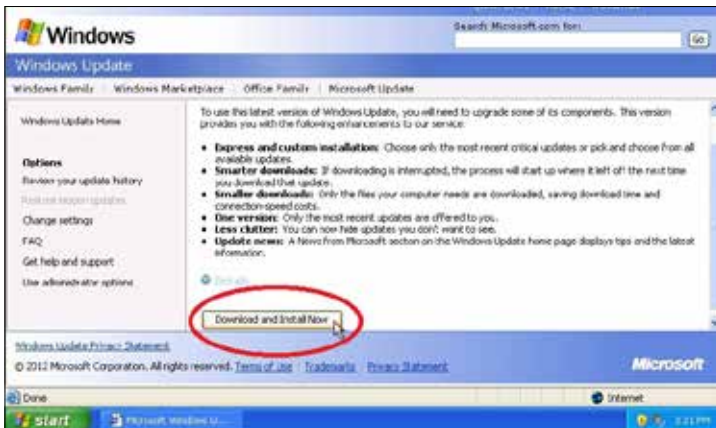 Search Microsoft.com for:
Windows
Go
Windows Update
Windows Family | Windows Marketplace | Office Family | Microsoft Update
Windows Update Home
Options
Review your update history
Restore hidden updates
Change settings
FAQ
Get help and support
Use administrator options
To use this latest version of Windows Update, you will need to upgrade some of its components. This version
provides you with the following enhancements to our service:
• Express and custom installation: Choose only the most recent critical updates or pick and choose from all
available updates.
• Smarter downloads: If downloading is interrupted, the process will start up where it left off the next time
you download that update.
• Smaller downloads: Only the files your computer needs are downloaded, saving download time and
connection-speed costs.
• One version: Only the most recent updates are offered to you.
• Less clutter: You can now hide updates you don't want to see.
• Update news: A News from Microsoft section on the Windows Update home page displays tips and the latest
information.
Details
Download and Install Now
Windows Update Privacy Statement
© 2012 Microsoft Corporation. All rights reserved. Terms of Use | Trademarks | Privacy Statement
Microsoft
Done
Internet
start
Microsoft Windows U...
3:21 PM